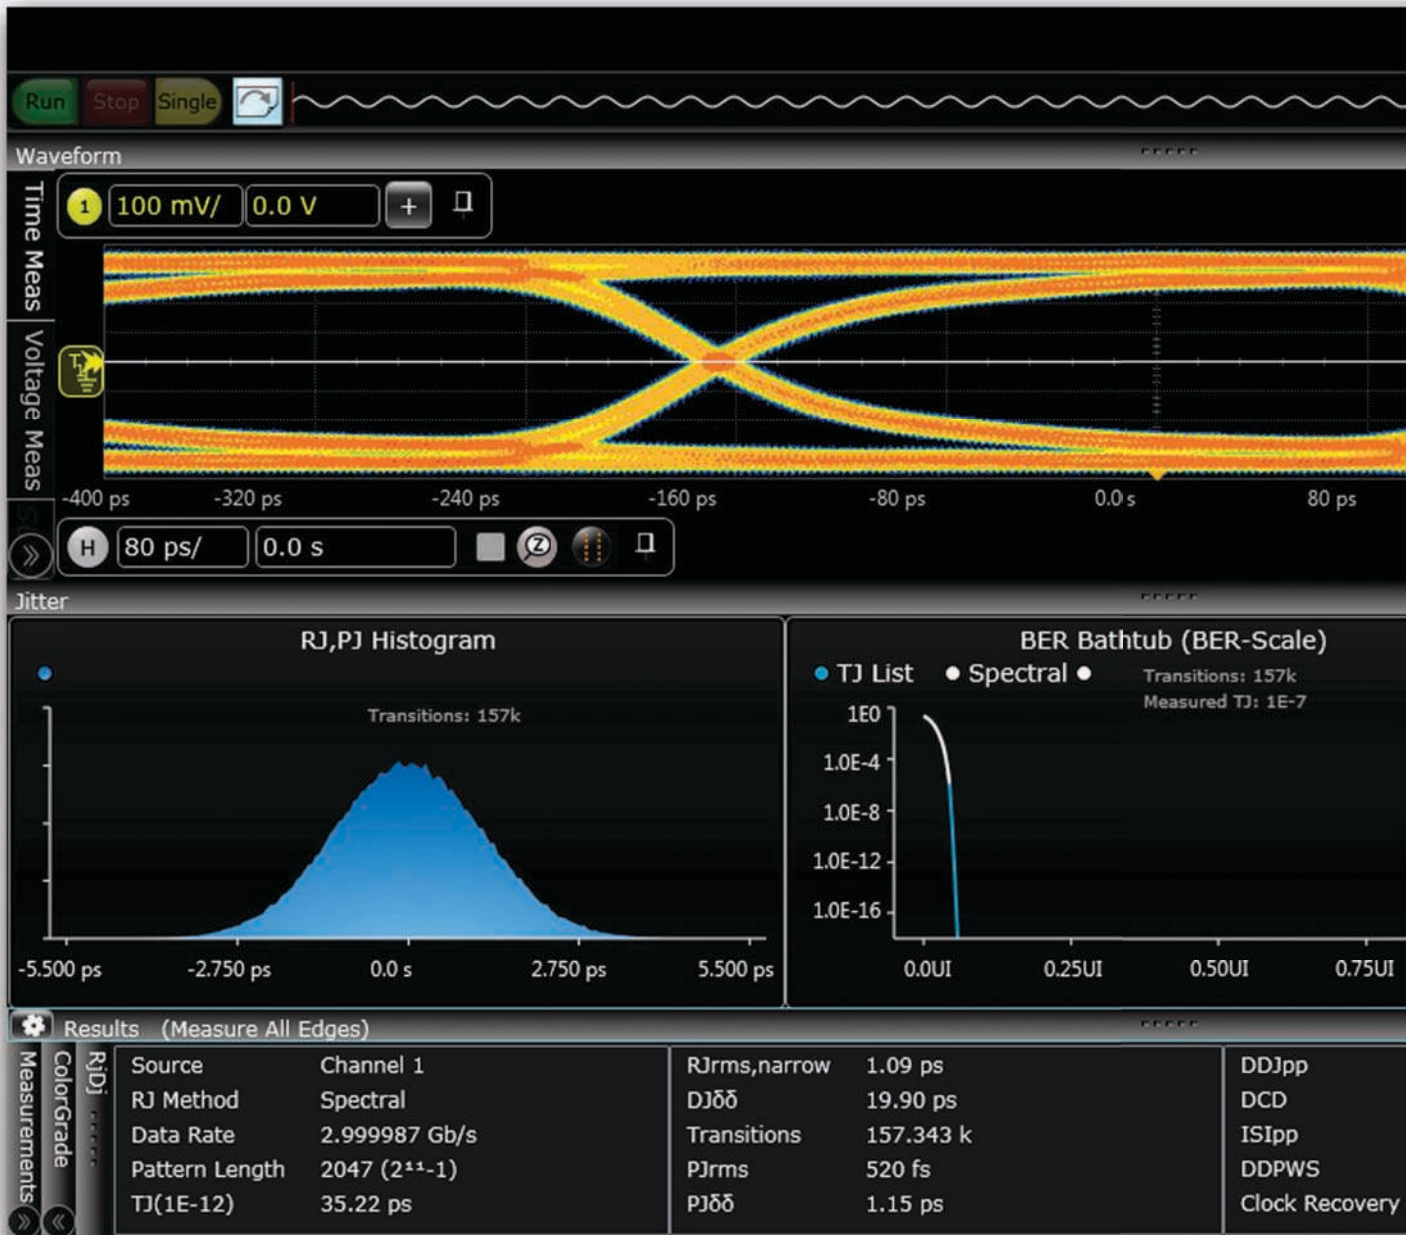 Run Stop Single
Waveform
Time Meas
Voltage Meas
1 100 mV/ 0.0 V +
-400 ps -320 ps -240 ps -160 ps -80 ps 0.0 s 80 ps
H 80 ps/ 0.0 s Z
Jitter
RJ,PJ Histogram
Transitions: 157k
-5.500 ps -2.750 ps 0.0 s 2.750 ps 5.500 ps
BER Bathtub (BER-Scale)
TJ List Spectral
Transitions: 157k
Measured TJ: 1E-7
1E0
1.0E-4
1.0E-8
1.0E-12
1.0E-16
0.0UI 0.25UI 0.50UI 0.75UI
Results (Measure All Edges)
Measurements
ColorGrade
RjDj
Source Channel 1
RJ Method Spectral
Data Rate 2.999987 Gb/s
Pattern Length 2047 (2¹¹-1)
TJ(1E-12) 35.22 ps
RJrms,narrow 1.09 ps
DJδδ 19.90 ps
Transitions 157.343 k
PJrms 520 fs
PJδδ 1.15 ps
DDJpp
DCD
ISIpp
DDPWS
Clock Recovery